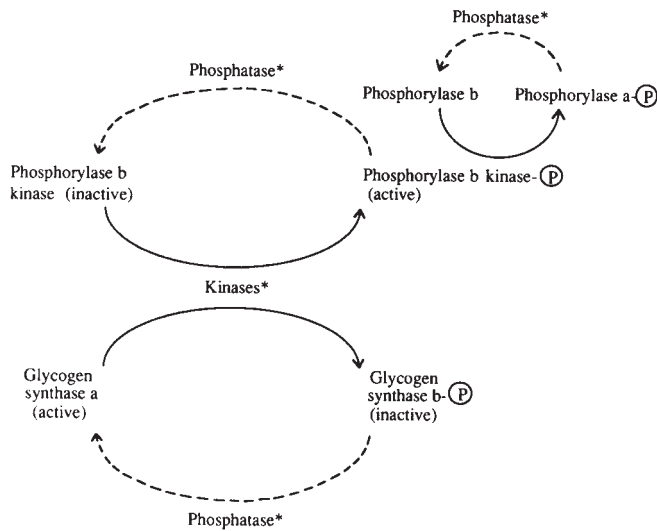 Phosphatase*
Phosphatase*
Phosphorylase b
Phosphorylase a-P
Phosphorylase b
kinase (inactive)
Phosphorylase b kinase-P
(active)
Kinases*
Glycogen
synthase a
(active)
Glycogen
synthase b-P
(inactive)
Phosphatase*